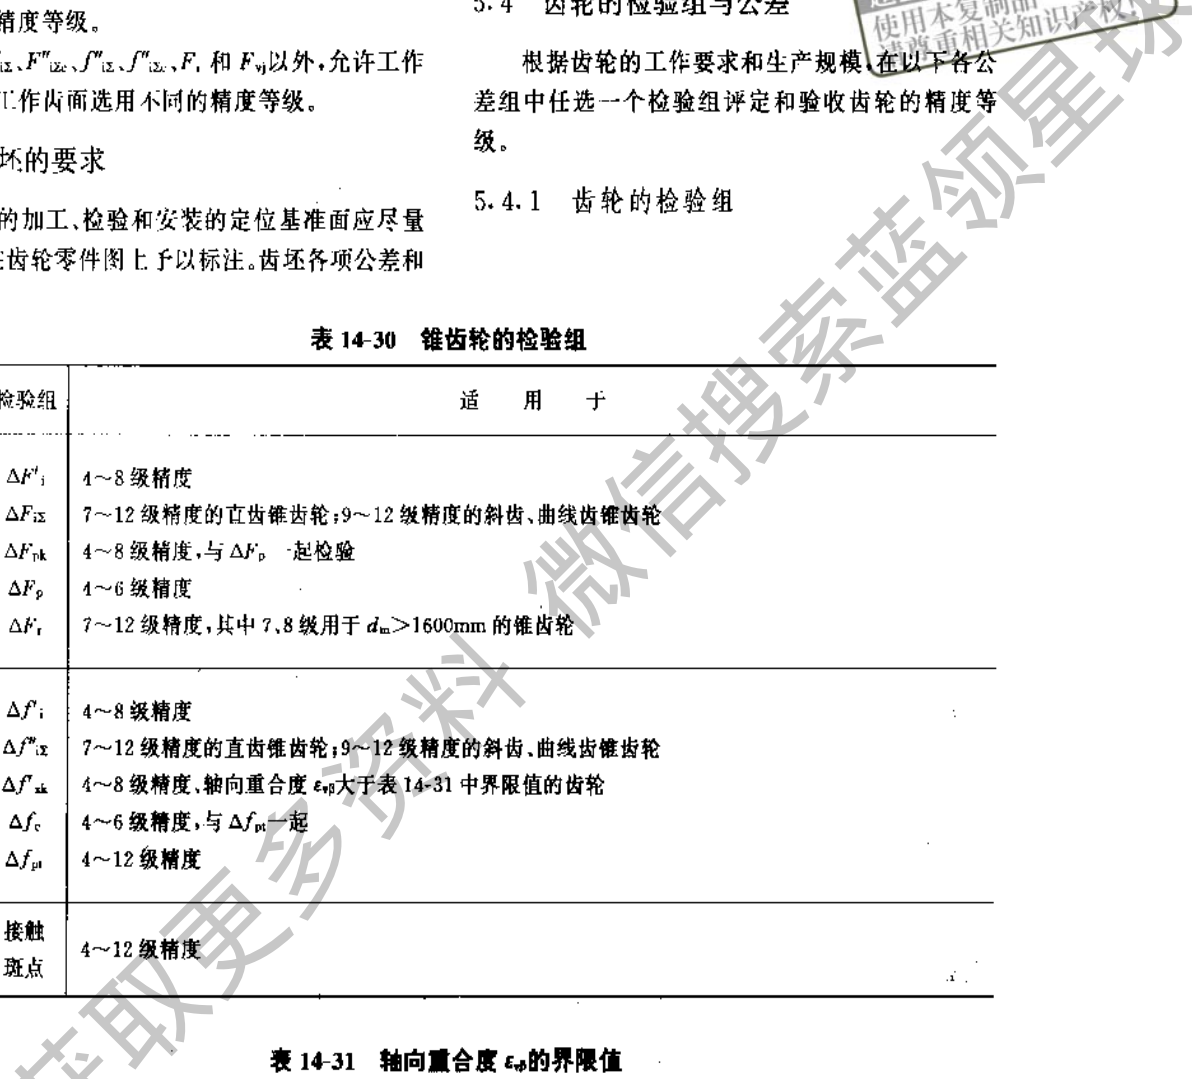 精度等级。
iΣ、F″iΣc、f″iΣ、f″iΣc、Fr 和 Fvj以外,允许工作
工作齿面选用不同的精度等级。
坯的要求
的加工、检验和安装的定位基准面应尽量
齿轮零件图上予以标注。齿坯各项公差和
5.4 齿轮的检验组与公差
使用本复制品
请尊重相关知识产权!
根据齿轮的工作要求和生产规模,在以下各公
差组中任选一个检验组评定和验收齿轮的精度等
级。
5.4.1 齿轮的检验组
表 14-30 锥齿轮的检验组
检验组 适用于
ΔF′i 4~8 级精度
ΔFiΣ 7~12 级精度的直齿锥齿轮;9~12 级精度的斜齿、曲线齿锥齿轮
ΔFpk 4~8 级精度,与 ΔFp 一起检验
ΔFp 4~6 级精度
ΔFr 7~12 级精度,其中 7、8 级用于 dm>1600mm 的锥齿轮
Δf′i 4~8 级精度
Δf″iΣ 7~12 级精度的直齿锥齿轮;9~12 级精度的斜齿、曲线齿锥齿轮
Δf′zk 4~8 级精度、轴向重合度 εvβ大于表 14-31 中界限值的齿轮
Δfc 4~6 级精度,与 Δfpt一起
Δfpt 4~12 级精度
接触
斑点
4~12 级精度
表 14-31 轴向重合度 εvβ的界限值
获取更多资料 微信搜索蓝领星球